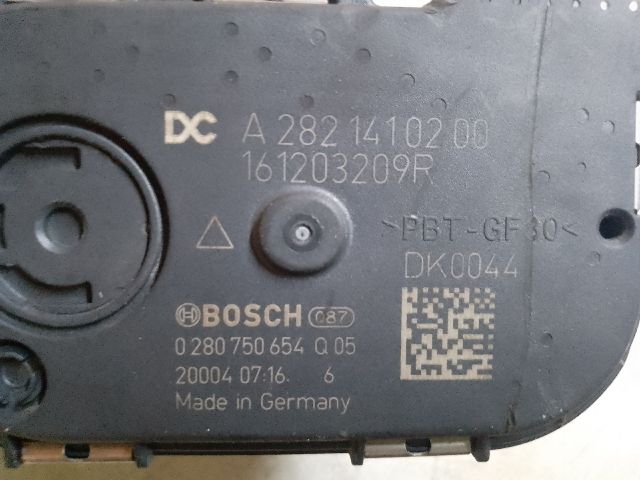 DC A 282 141 02 00
161203209R
>PBT-GF30<
DK0044
BOSCH 087
0 280 750 654 Q 05
20004 07:16 6
Made in Germany